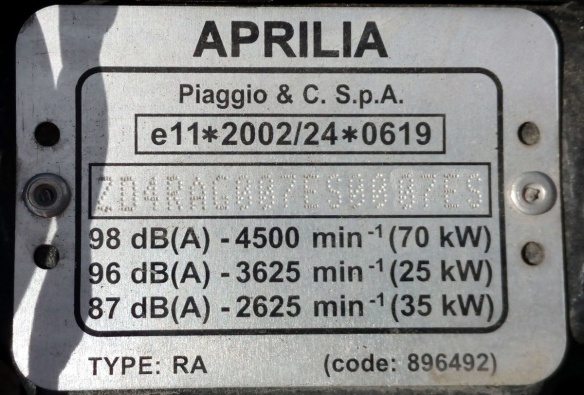 APRILIA
Piaggio & C. S.p.A.
e11*2002/24*0619
ZD4RAG007ES0007ES
98 dB(A) - 4500 min -1 (70 kW)
96 dB(A) - 3625 min -1 (25 kW)
87 dB(A) - 2625 min -1 (35 kW)
TYPE: RA (code: 896492)